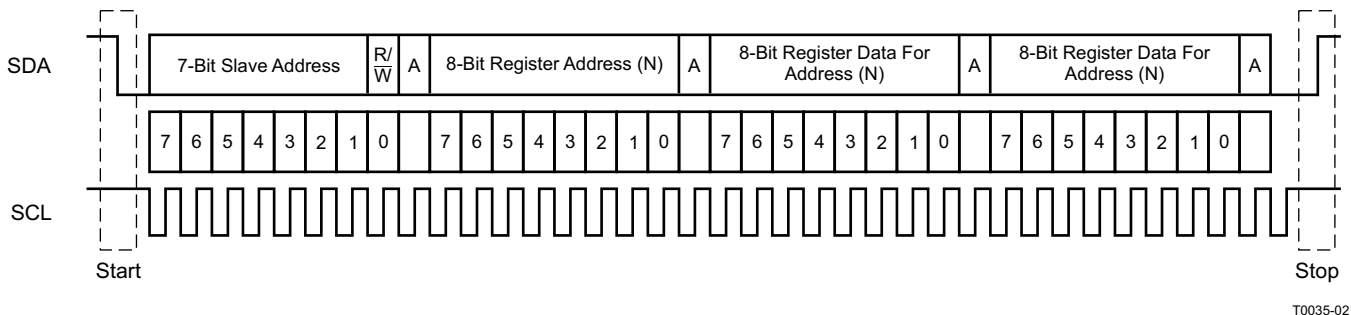 SDA
7-Bit Slave Address
R/
W
A
8-Bit Register Address (N)
A
8-Bit Register Data For
Address (N)
A
8-Bit Register Data For
Address (N)
A
7 6 5 4 3 2 1 0 7 6 5 4 3 2 1 0 7 6 5 4 3 2 1 0 7 6 5 4 3 2 1 0
SCL
Start
Stop
T0035-02